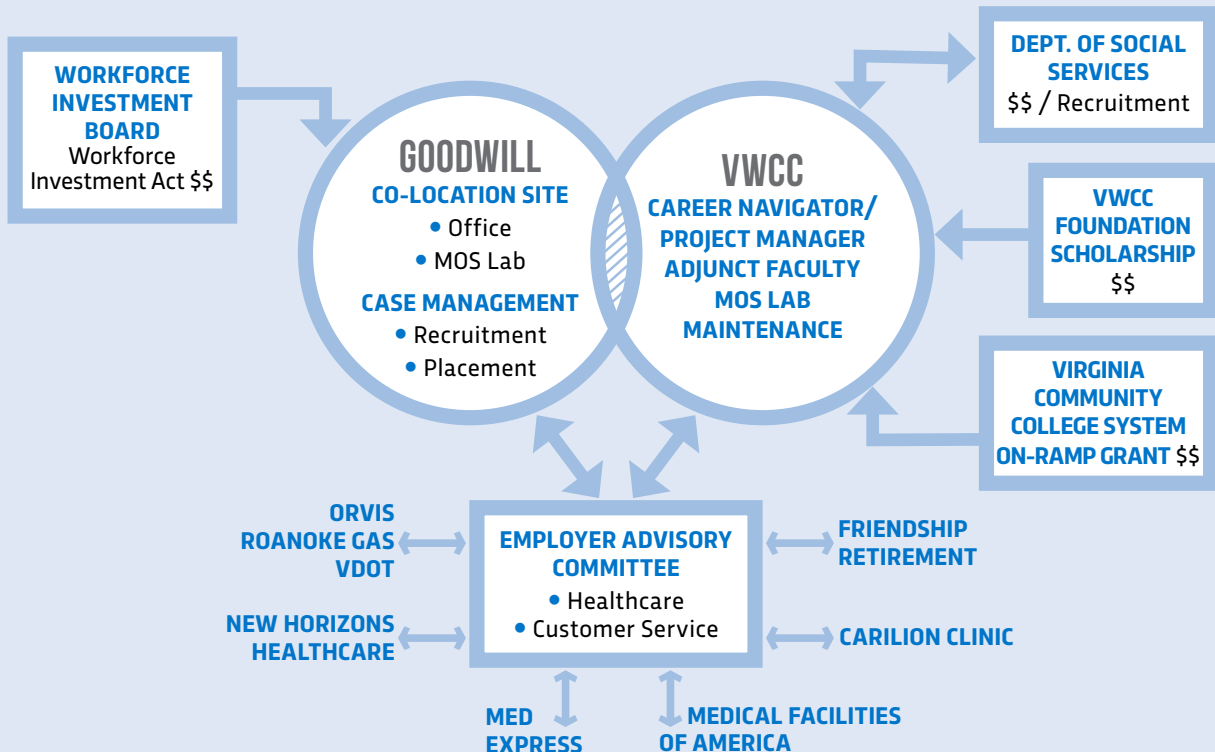 WORKFORCE
INVESTMENT
BOARD
Workforce
Investment Act $$
GOODWILL
CO-LOCATION SITE
• Office
• MOS Lab
CASE MANAGEMENT
• Recruitment
• Placement
VWCC
CAREER NAVIGATOR/
PROJECT MANAGER
ADJUNCT FACULTY
MOS LAB
MAINTENANCE
DEPT. OF SOCIAL
SERVICES
$$ / Recruitment
VWCC
FOUNDATION
SCHOLARSHIP
$$
VIRGINIA
COMMUNITY
COLLEGE SYSTEM
ON-RAMP GRANT $$
ORVIS
ROANOKE GAS
VDOT
NEW HORIZONS
HEALTHCARE
EMPLOYER ADVISORY
COMMITTEE
• Healthcare
• Customer Service
FRIENDSHIP
RETIREMENT
CARILION CLINIC
MED
EXPRESS
MEDICAL FACILITIES
OF AMERICA